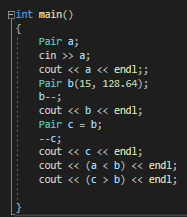 int main()
{
Pair a;
cin >> a;
cout << a << endl;;
Pair b(15, 128.64);
b--;
cout << b << endl;
Pair c = b;
--c;
cout << c << endl;
cout << (a < b) << endl;
cout << (c > b) << endl;
}